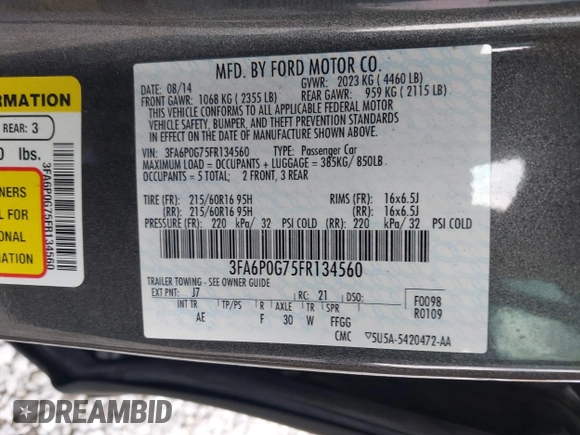 ORMATION
REAR: 3
0 lbs.
NERS
L FOR
ONAL
ATION
3FA6P0G75FR134560
MFD. BY FORD MOTOR CO.
DATE: 08/14 GVWR: 2023 KG ( 4460 LB)
FRONT GAWR: 1068 KG ( 2355 LB) REAR GAWR: 959 KG ( 2115 LB)
THIS VEHICLE CONFORMS TO ALL APPLICABLE FEDERAL MOTOR
VEHICLE SAFETY, BUMPER, AND THEFT PREVENTION STANDARDS
IN EFFECT ON THE DATE OF MANUFACTURE SHOWN ABOVE.
VIN: 3FA6P0G75FR134560 TYPE: Passenger Car
MAXIMUM LOAD = OCCUPANTS + LUGGAGE = 385KG/ 850LB
OCCUPANTS = 5 TOTAL; 2 FRONT, 3 REAR
TIRE (FR): 215/60R16 95H RIMS (FR): 16x6.5J
(RR): 215/60R16 95H (RR): 16x6.5J
PRESSURE (FR): 220 kPa/ 32 PSI COLD (RR): 220 kPa/ 32 PSI COLD
3FA6P0G75FR134560
TRAILER TOWING - SEE OWNER GUIDE
EXT PNT: J7 RC: 21 DSO: F0098
R0109
INT TR TP/PS R AXLE TR SPR
AE F 30 W FFGG
CMC 5U5A-5420472-AA
DREAMBID